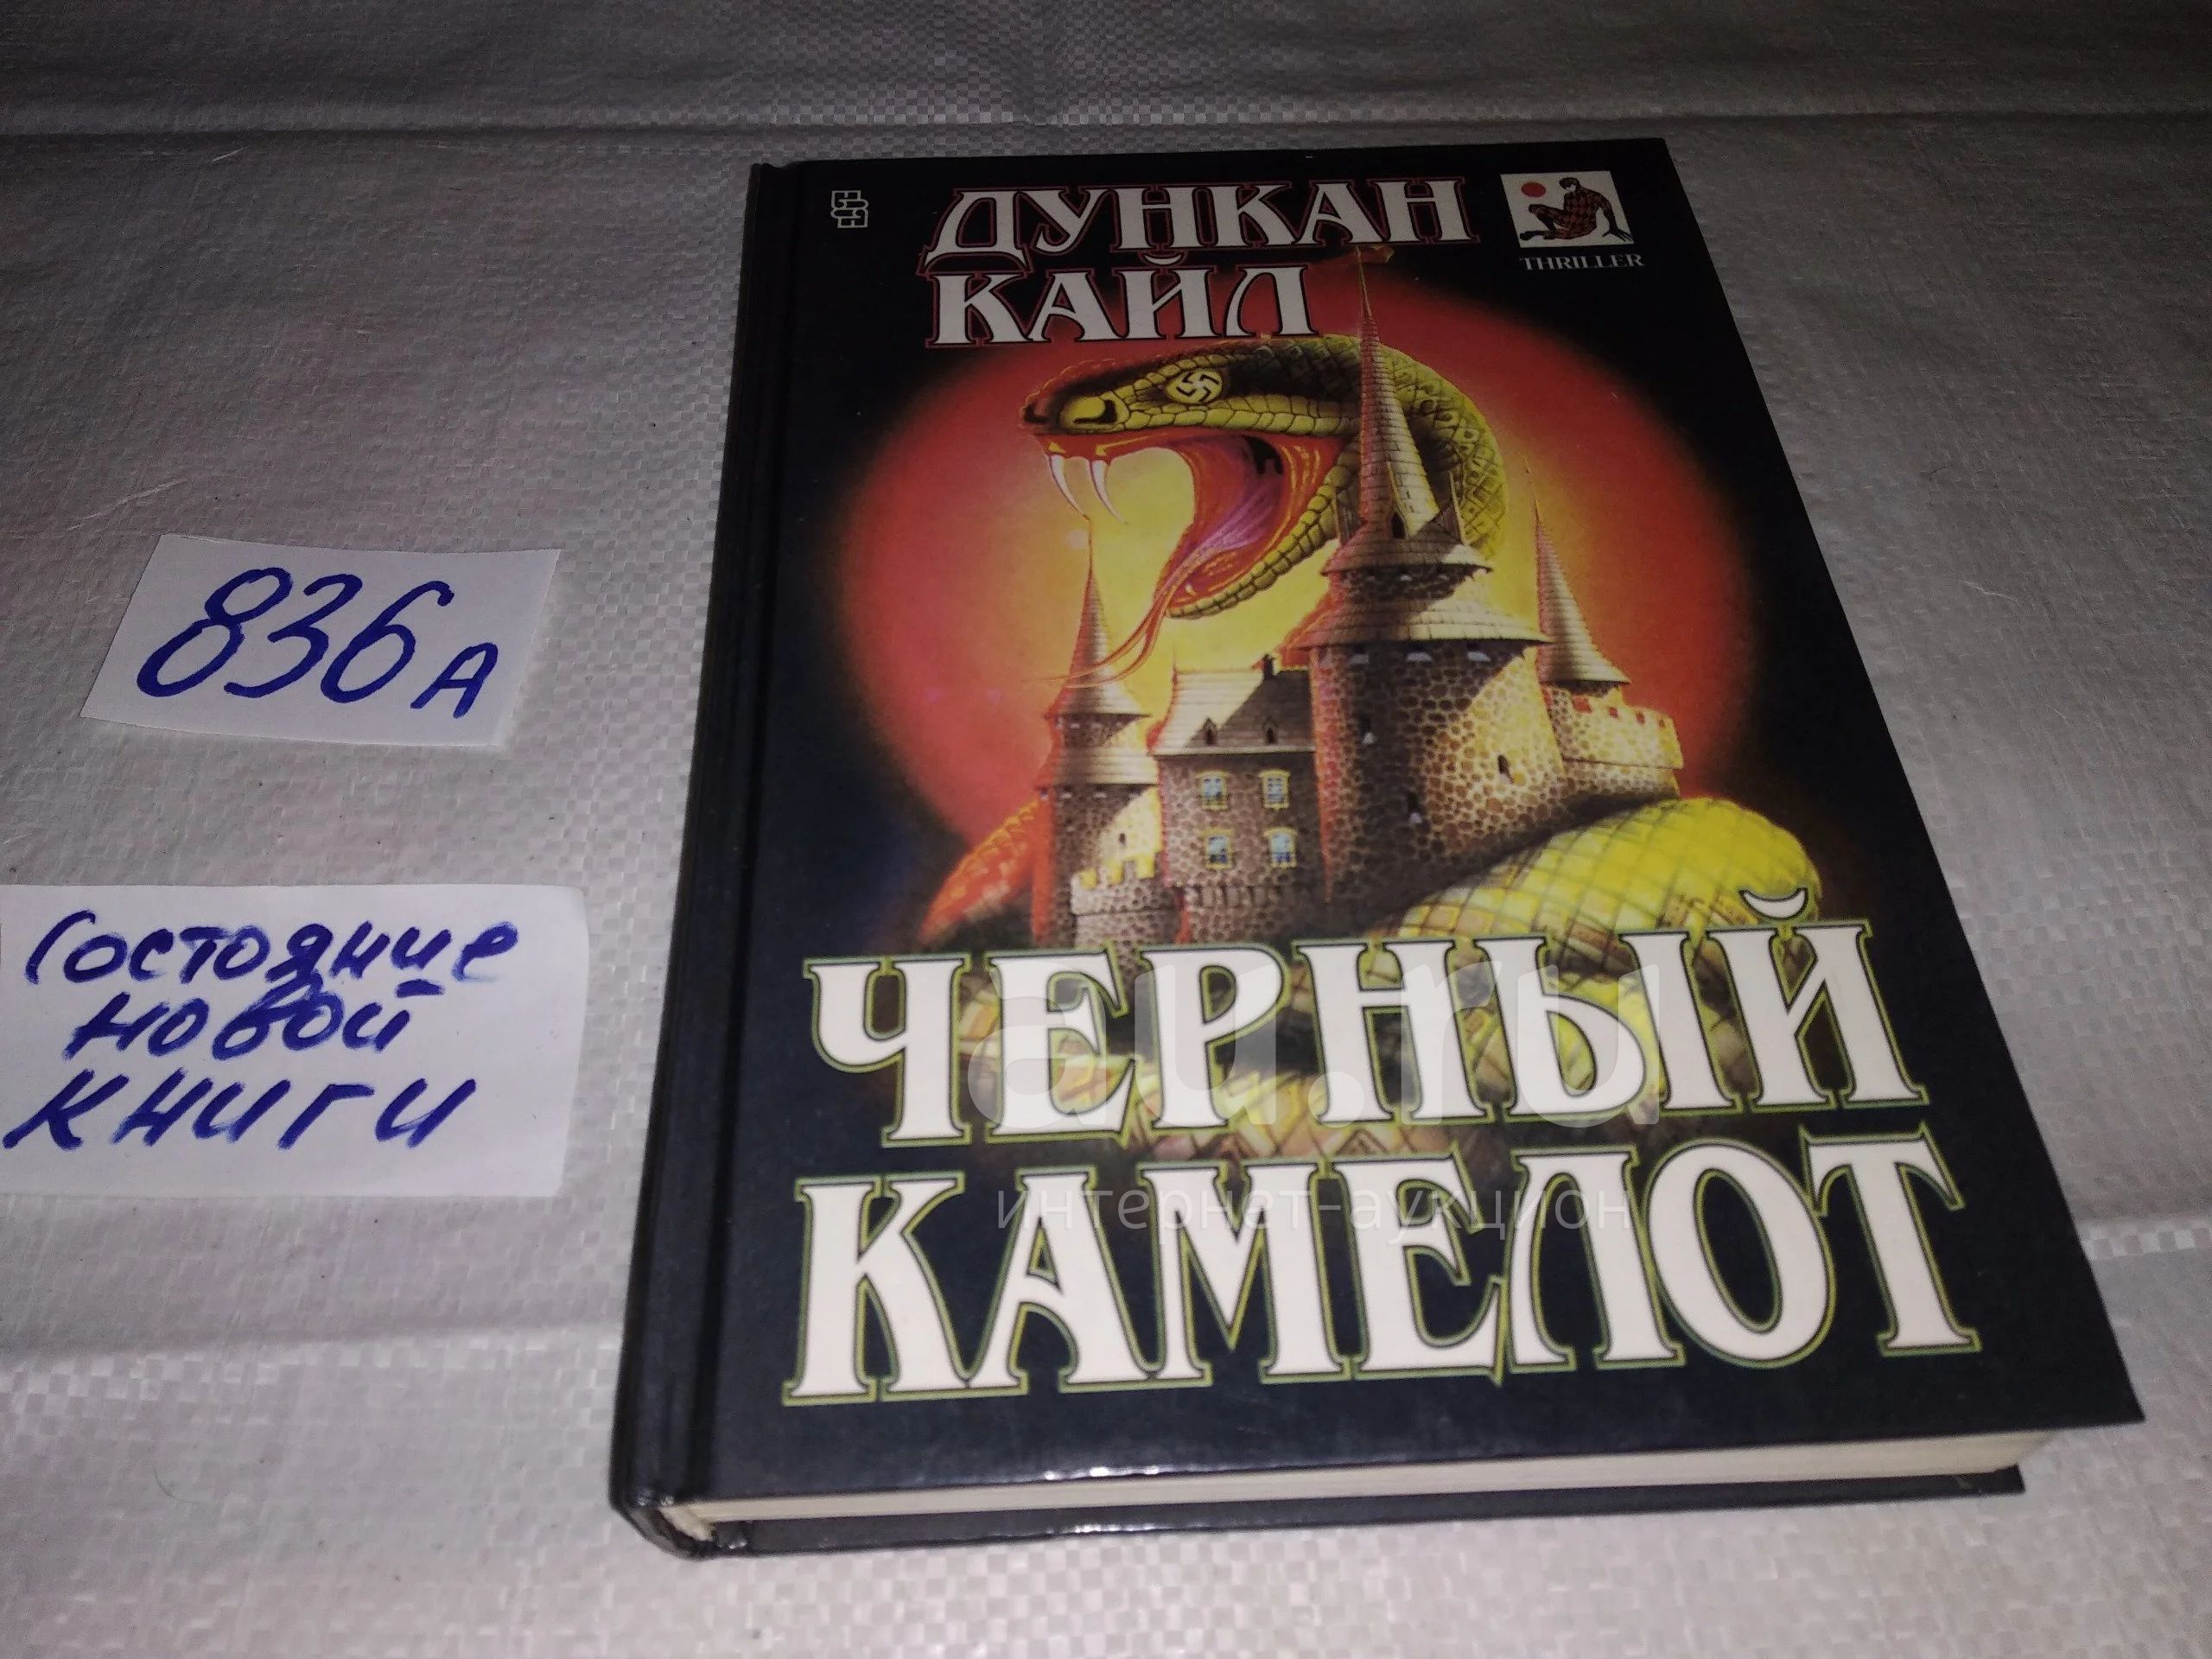 ДУНКАН
КАЙЛ
THRILLER
836А
Состояние
новой
книги
ЧЕРНЫЙ
КАМЕЛОТ
au.ru
интернет-аукцион